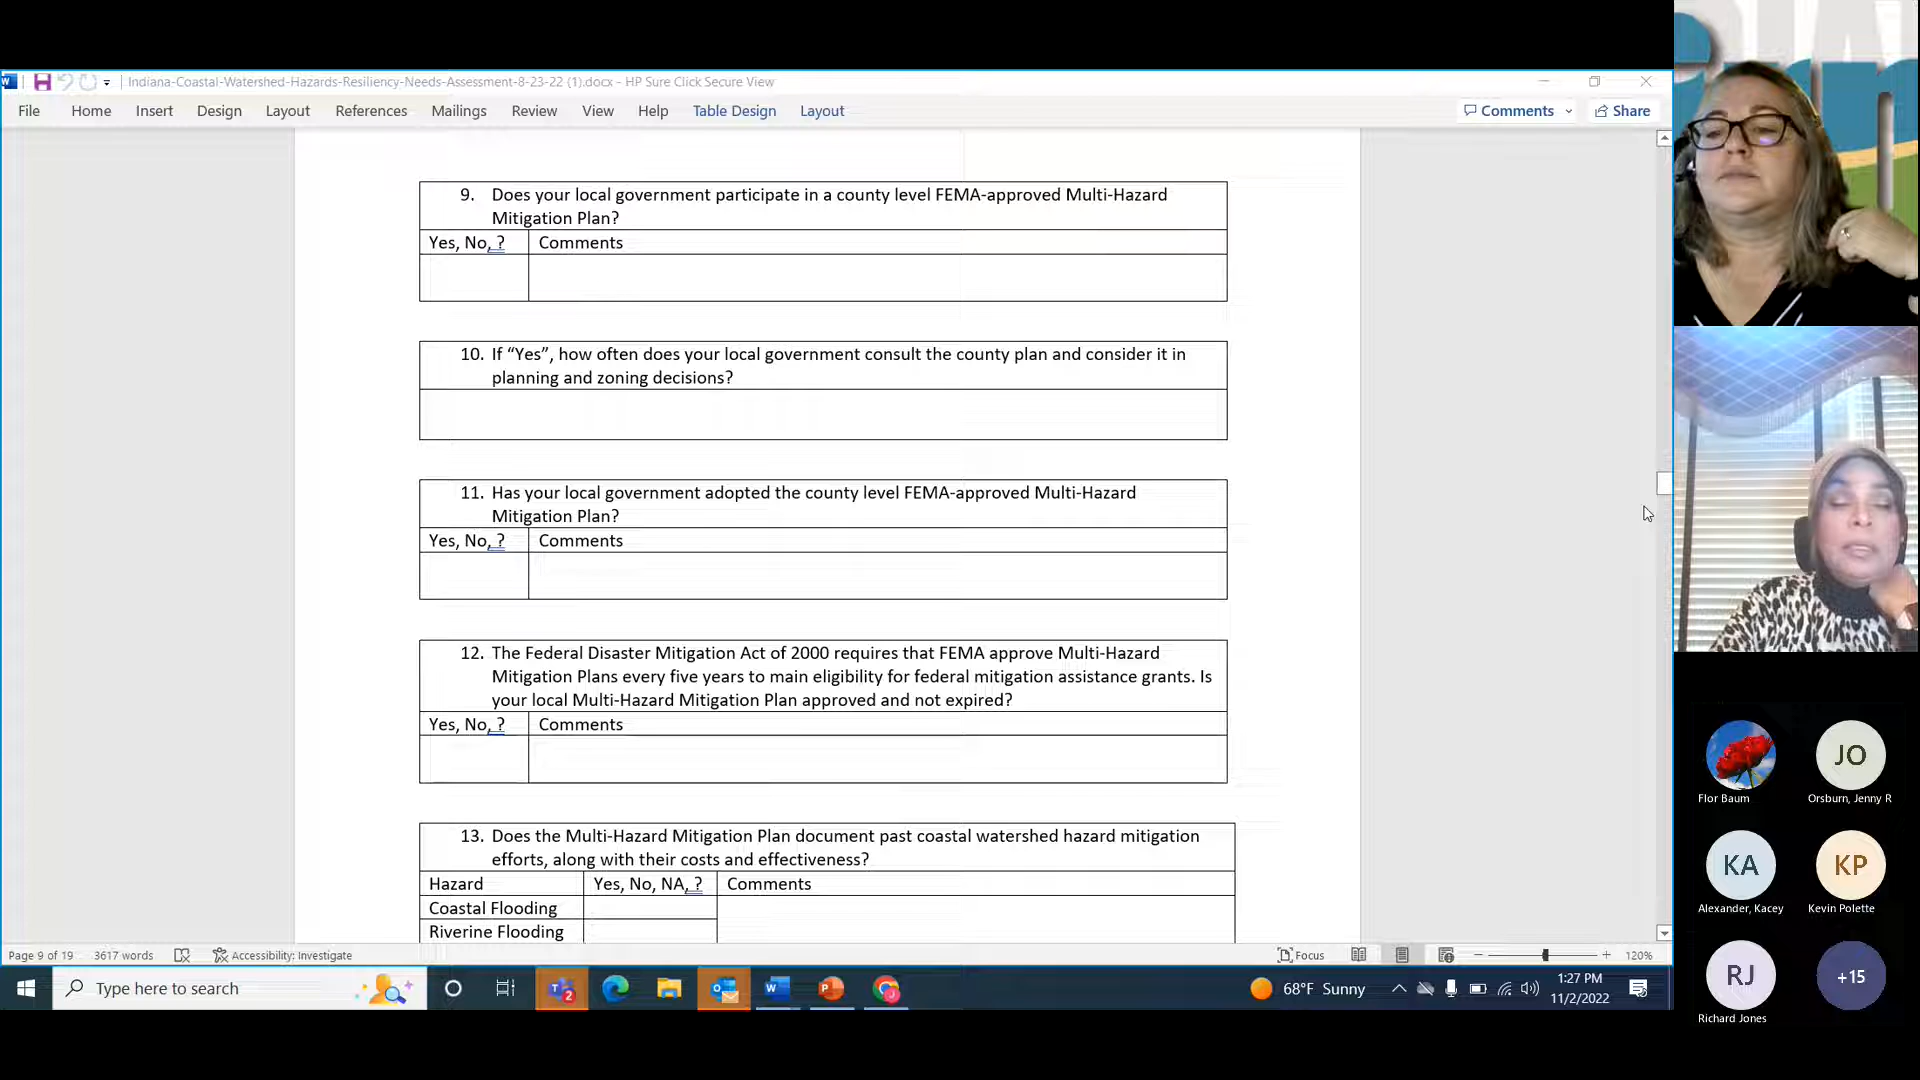 Indiana-Coastal-Watershed-Hazards-Resiliency-Needs-Assessment-8-23-22 (1).docx - HP Sure Click Secure View
File Home Insert Design Layout References Mailings Review View Help Table Design Layout Comments Share
9. Does your local government participate in a county level FEMA-approved Multi-Hazard
Mitigation Plan?
Yes, No, ? Comments
10. If “Yes”, how often does your local government consult the county plan and consider it in
planning and zoning decisions?
11. Has your local government adopted the county level FEMA-approved Multi-Hazard
Mitigation Plan?
Yes, No, ? Comments
12. The Federal Disaster Mitigation Act of 2000 requires that FEMA approve Multi-Hazard
Mitigation Plans every five years to main eligibility for federal mitigation assistance grants. Is
your local Multi-Hazard Mitigation Plan approved and not expired?
Yes, No, ? Comments
13. Does the Multi-Hazard Mitigation Plan document past coastal watershed hazard mitigation
efforts, along with their costs and effectiveness?
Hazard Yes, No, NA, ? Comments
Coastal Flooding
Riverine Flooding
Page 9 of 19 3617 words Accessibility: Investigate Focus 120%
Type here to search 2 68°F Sunny 1:27 PM
11/2/2022
JO
Flor Baum Orsburn, Jenny R
KA KP
Alexander, Kacey Kevin Polette
RJ +15
Richard Jones